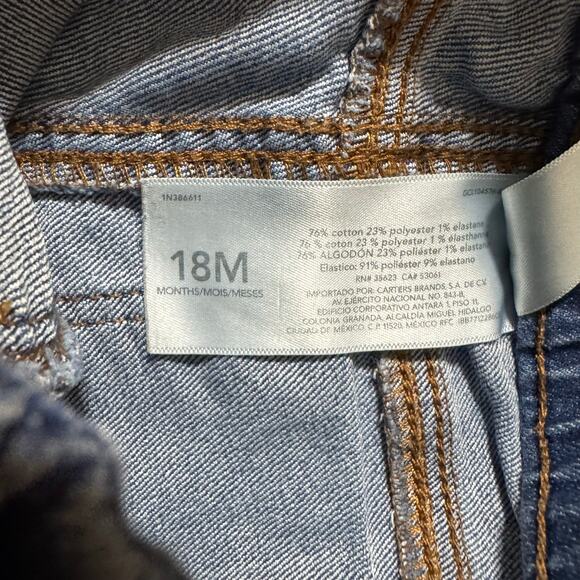 1N386611
18M
MONTHS/MOIS/MESES
76% cotton 23% polyester 1% elastane
76 % coton 23 % polyester 1 % élasthanne
76% ALGODÓN 23% poliéster 1% elastano
Elastico: 91% poliéster 9% elastano
RN# 35623 CA# 53061
IMPORTADO POR: CARTERS BRANDS, S.A. DE C.V.
AV. EJÉRCITO NACIONAL NO. 843-B,
EDIFICIO CORPORATIVO ANTARA 1, PISO 11,
COLONIA GRANADA, ALCALDÍA MIGUEL HIDALGO
CIUDAD DE MÉXICO, C.P. 11520, MÉXICO RFC